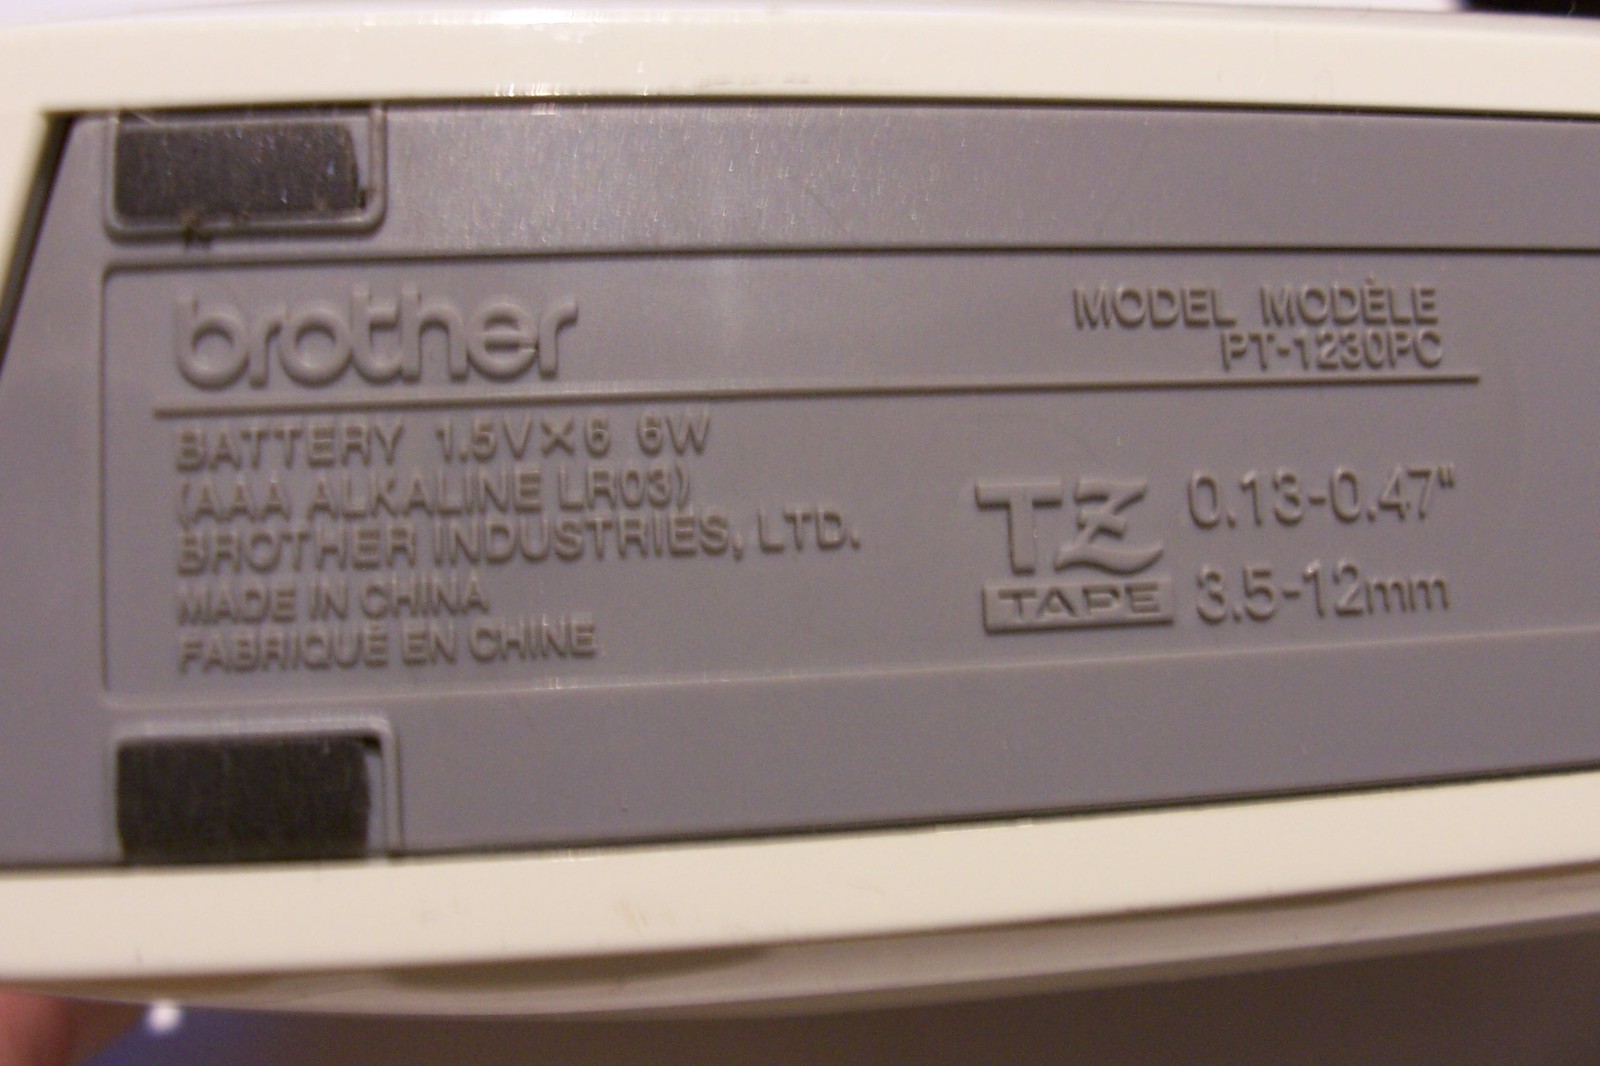 brother
MODEL MODÈLE
PT-1230PC
BATTERY 1.5V×6 6W
(AAA ALKALINE LR03)
BROTHER INDUSTRIES, LTD.
MADE IN CHINA
FABRIQUÉ EN CHINE
TZ
TAPE
0.13-0.47"
3.5-12mm